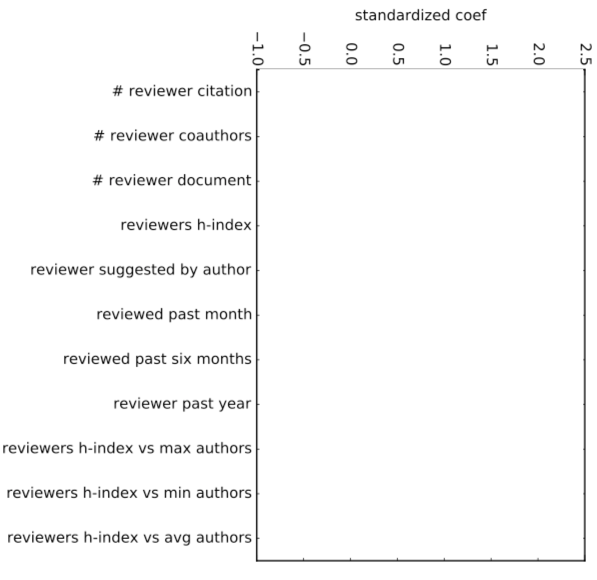 standardized coef
−1.0 −0.5 0.0 0.5 1.0 1.5 2.0 2.5
# reviewer citation
# reviewer coauthors
# reviewer document
reviewers h-index
reviewer suggested by author
reviewed past month
reviewed past six months
reviewer past year
reviewers h-index vs max authors
reviewers h-index vs min authors
reviewers h-index vs avg authors